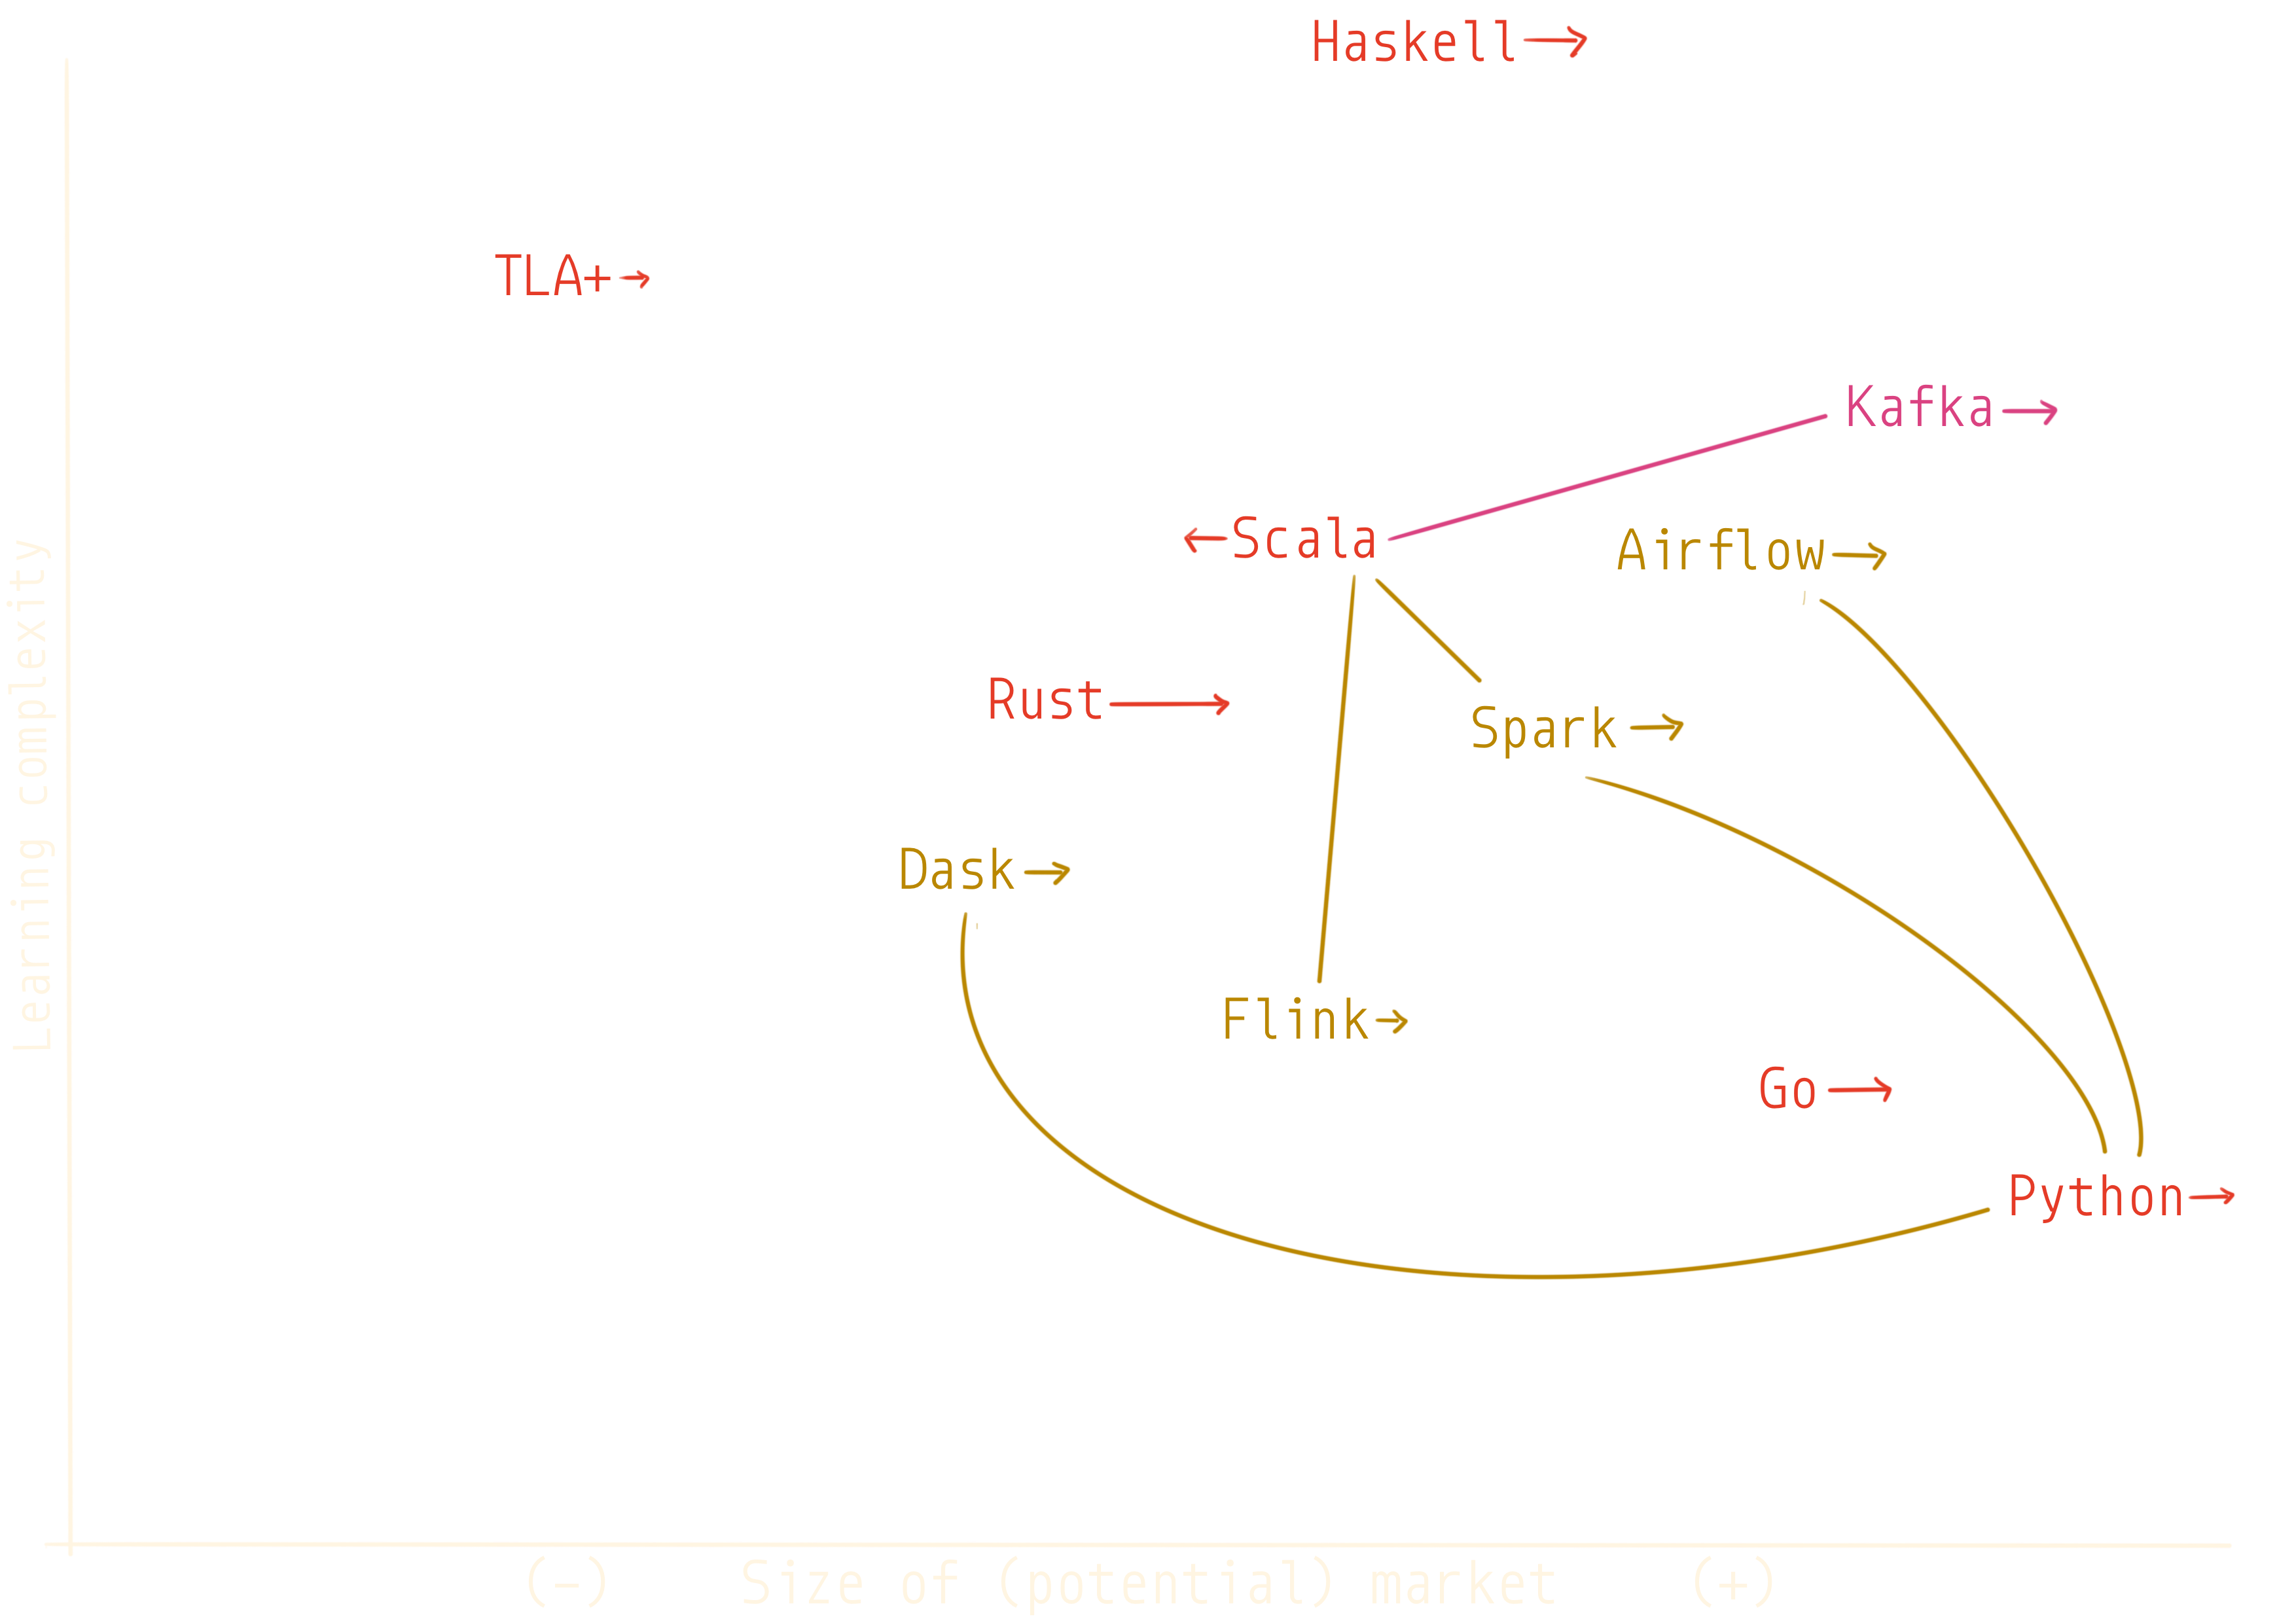 Haskell
TLA+
Kafka
Scala
Airflow
Rust
Spark
Dask
Flink
Go
Python
Learning complexity
(-) Size of (potential) market (+)